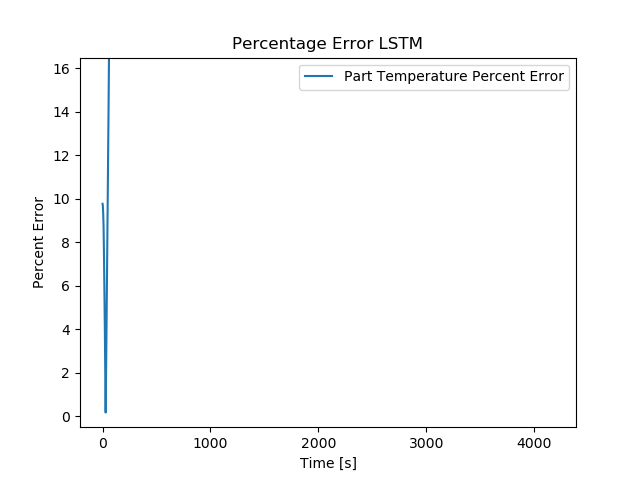 Percentage Error LSTM
Part Temperature Percent Error
Percent Error
16
14
12
10
8
6
4
2
0
0 1000 2000 3000 4000
Time [s]